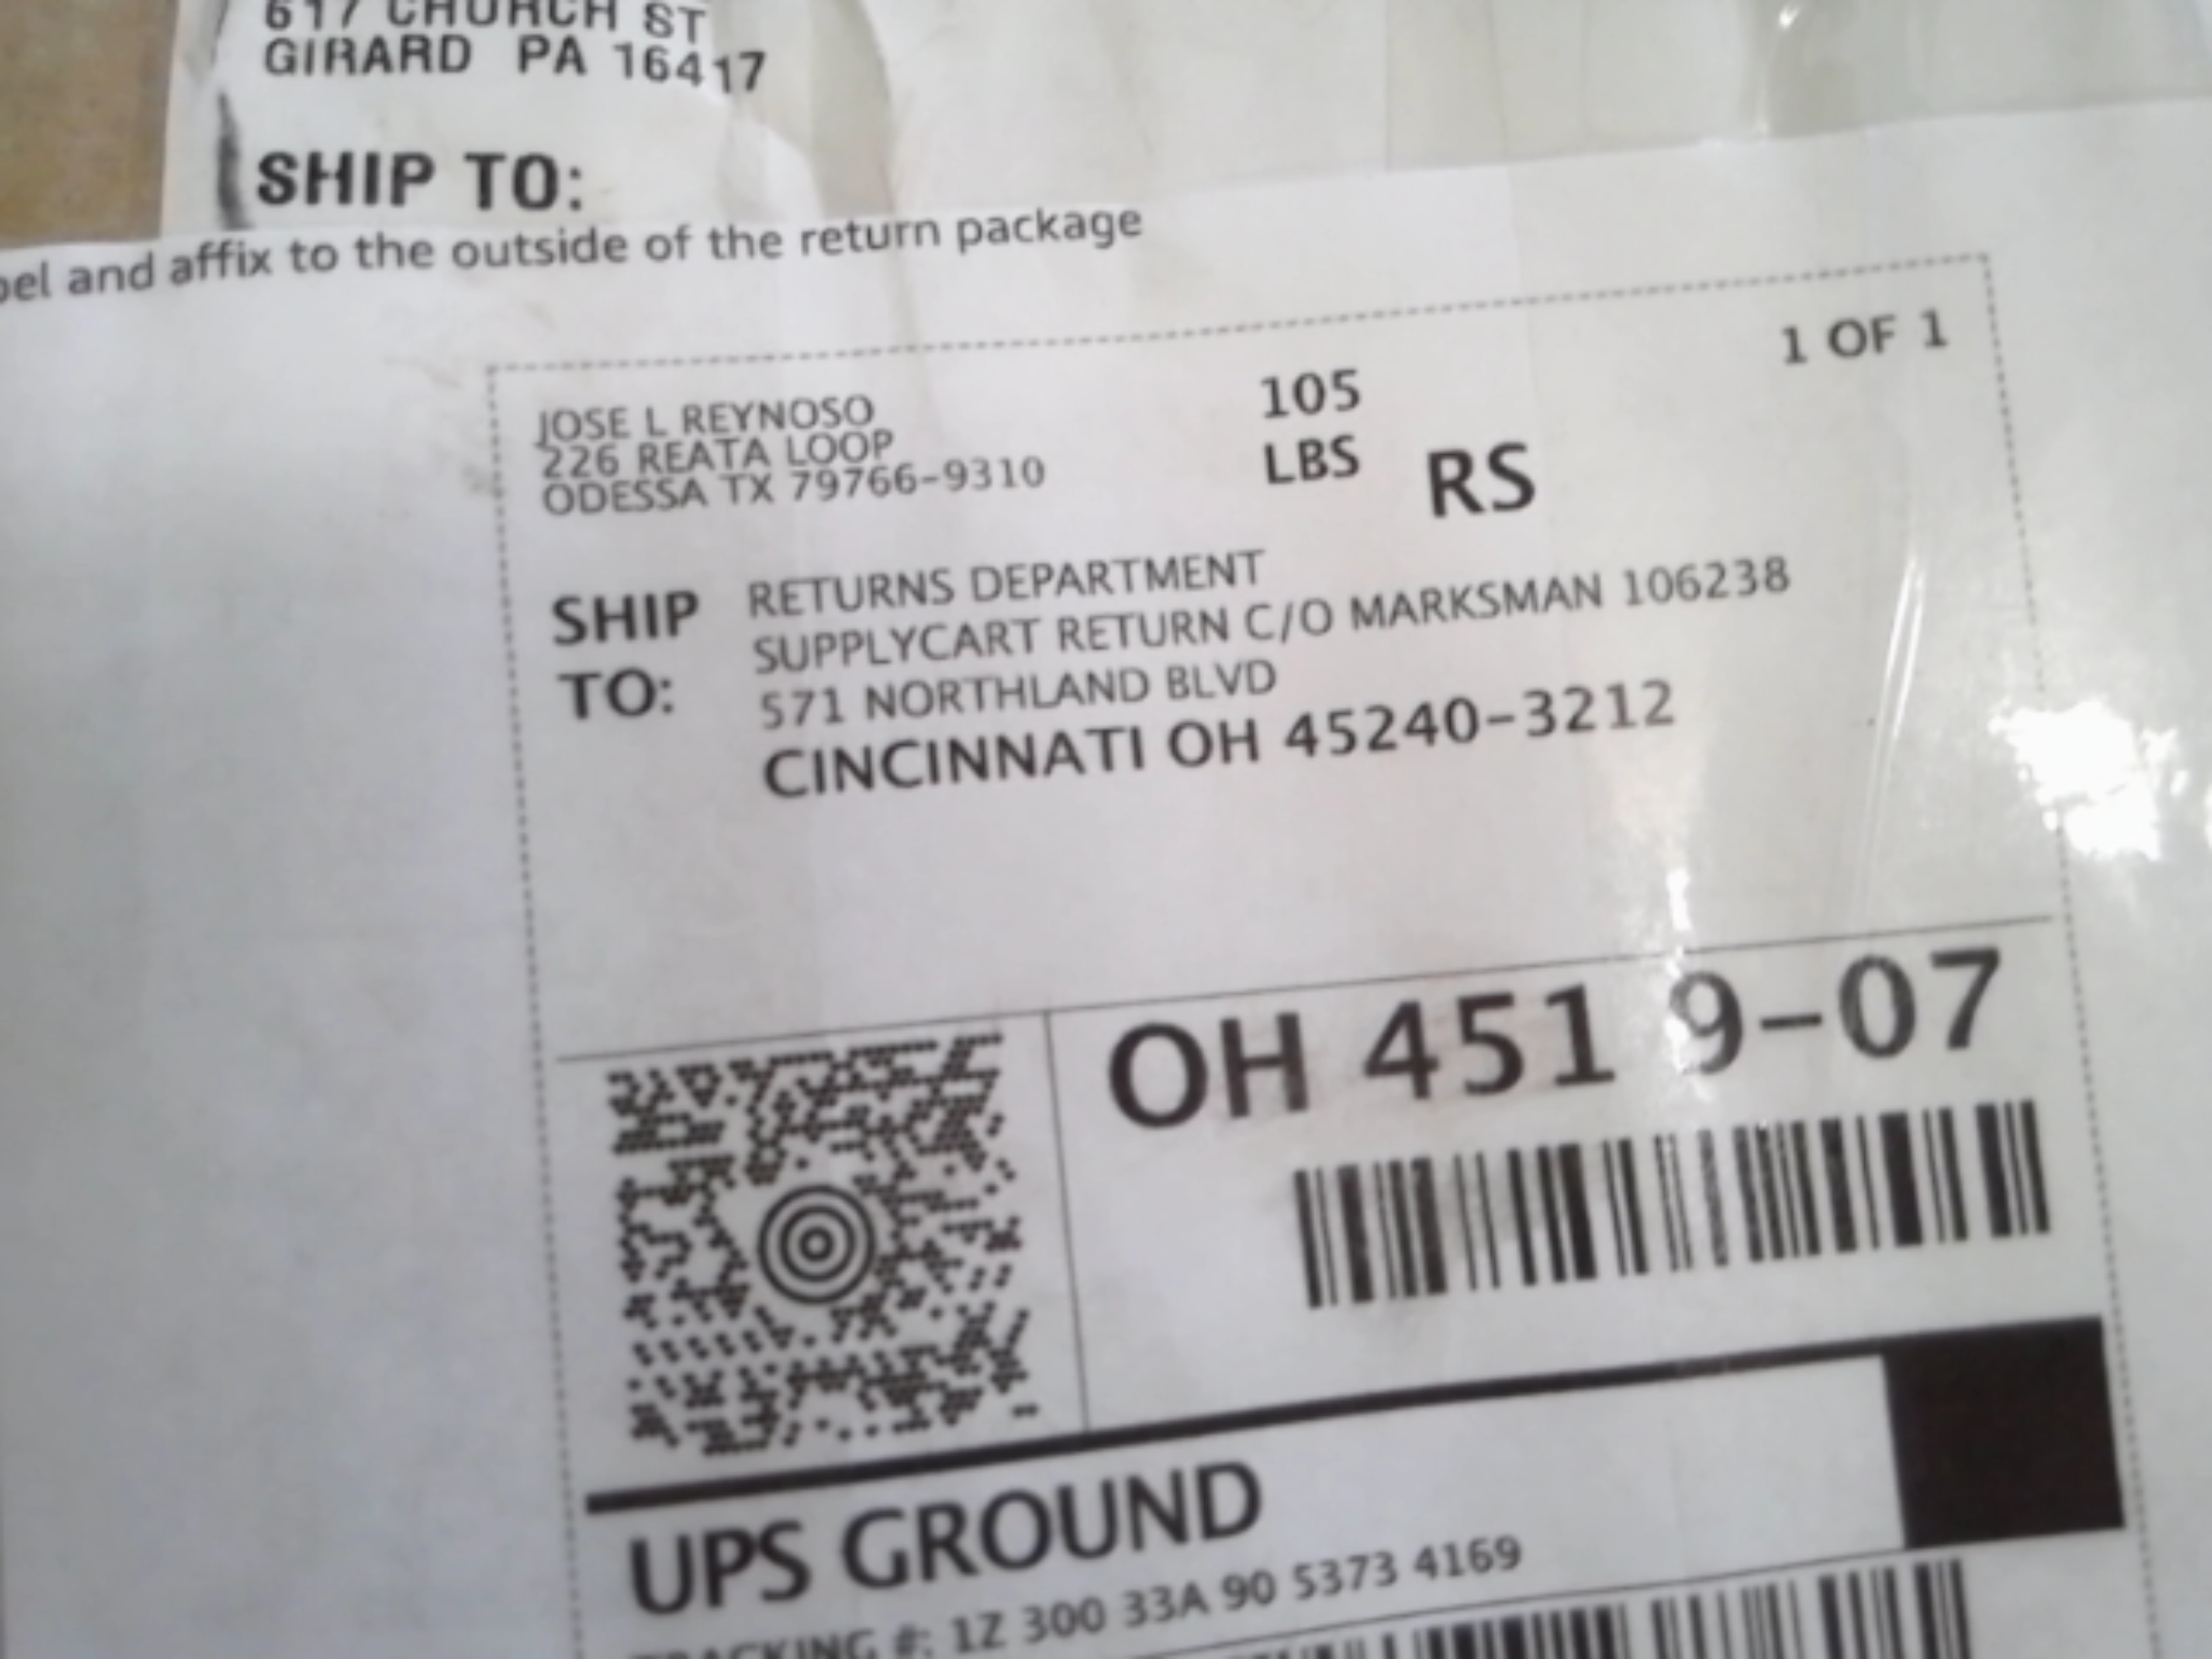 617 CHURCH ST
GIRARD PA 16417
SHIP TO:
and affix to the outside of the return package
1 OF 1
JOSE L REYNOSO
226 REATA LOOP
ODESSA TX 79766-9310
105
LBS
RS
SHIP
TO:
RETURNS DEPARTMENT
SUPPLYCART RETURN C/O MARKSMAN 106238
571 NORTHLAND BLVD
CINCINNATI OH 45240-3212
OH 451 9-07
UPS GROUND
TRACKING #: 1Z 300 33A 90 5373 4169